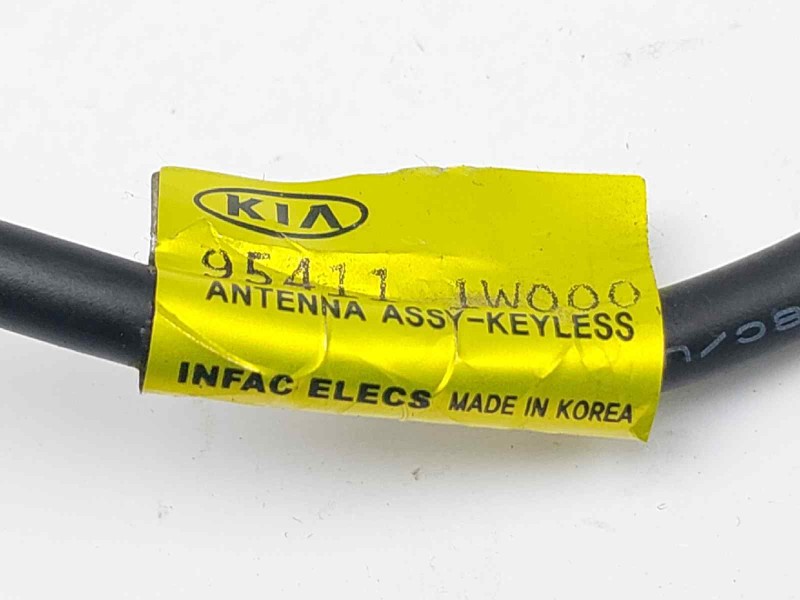 KIA
95411 1W000
ANTENNA ASSY-KEYLESS
INFAC ELECS MADE IN KOREA